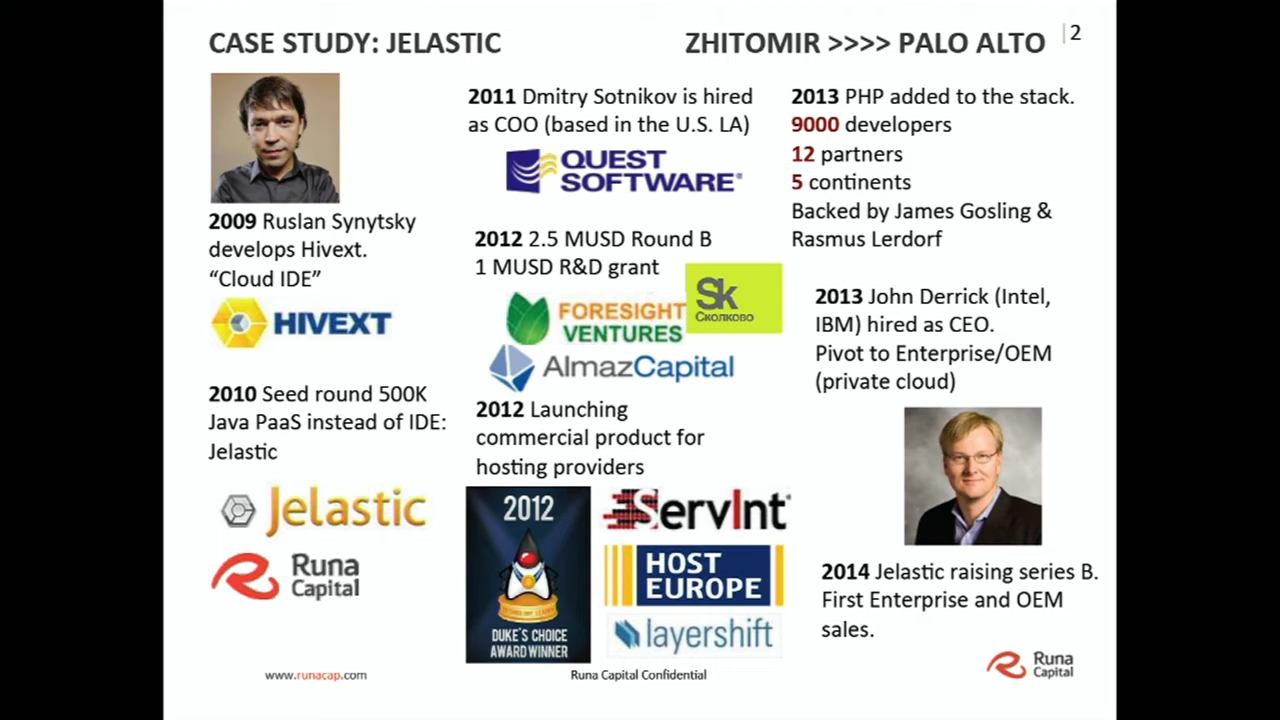 CASE STUDY: JELASTIC
ZHITOMIR >>>> PALO ALTO
2
2009 Ruslan Synytsky
develops Hivext.
“Cloud IDE”
HIVEXT
2010 Seed round 500K
Java PaaS instead of IDE:
Jelastic
Jelastic
Runa
Capital
2011 Dmitry Sotnikov is hired
as COO (based in the U.S. LA)
QUEST
SOFTWARE
2012 2.5 MUSD Round B
1 MUSD R&D grant
Sk
Сколково
FORESIGHT
VENTURES
AlmazCapital
2012 Launching
commercial product for
hosting providers
2012
DUKE'S CHOICE
AWARD WINNER
ServInt
HOST
EUROPE
layershift
2013 PHP added to the stack.
9000 developers
12 partners
5 continents
Backed by James Gosling &
Rasmus Lerdorf
2013 John Derrick (Intel,
IBM) hired as CEO.
Pivot to Enterprise/OEM
(private cloud)
2014 Jelastic raising series B.
First Enterprise and OEM
sales.
www.runacap.com
Runa Capital Confidential
Runa
Capital